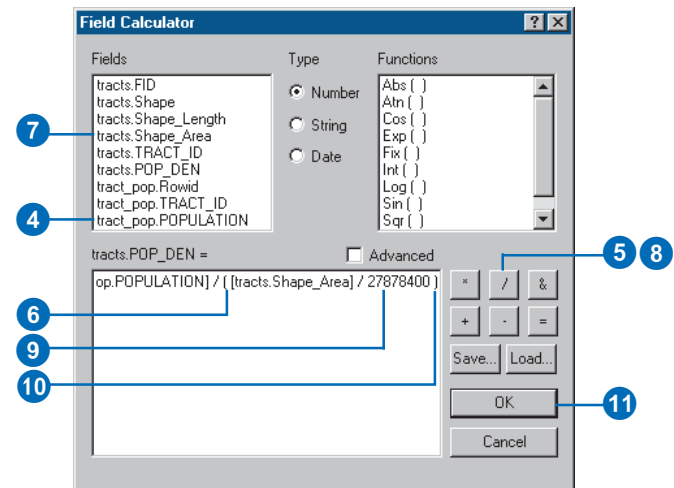 Field Calculator ? X
Fields Type Functions
tracts.FID
tracts.Shape
tracts.Shape_Length
tracts.Shape_Area
tracts.TRACT_ID
tracts.POP_DEN
tract_pop.Rowid
tract_pop.TRACT_ID
tract_pop.POPULATION
Number
String
Date
Abs ( )
Atn ( )
Cos ( )
Exp ( )
Fix ( )
Int ( )
Log ( )
Sin ( )
Sqr ( )
7
4
tracts.POP_DEN = Advanced
5 8
op.POPULATION] / ( [tracts.Shape_Area] / 27878400 )
* / &
+ - =
6
9
10
Save... Load...
OK
11
Cancel